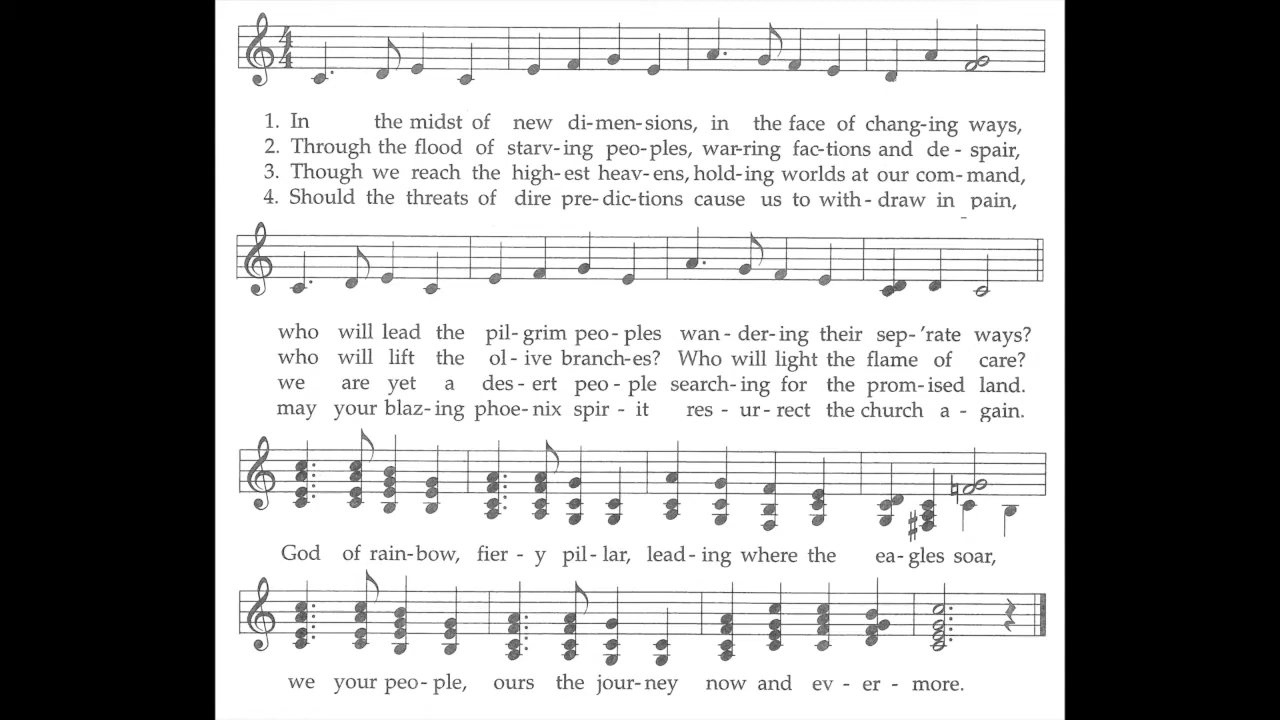 1. In the midst of new di-men-sions, in the face of chang-ing ways,
2. Through the flood of starv-ing peo-ples, war-ring fac-tions and de - spair,
3. Though we reach the high-est heav-ens, hold-ing worlds at our com-mand,
4. Should the threats of dire pre-dic-tions cause us to with-draw in pain,
who will lead the pil-grim peo-ples wan-der-ing their sep-'rate ways?
who will lift the ol-ive branch-es? Who will light the flame of care?
we are yet a des-ert peo-ple search-ing for the prom-ised land.
may your blaz-ing phoe-nix spir-it res-ur-rect the church a-gain.
God of rain-bow, fier-y pil-lar, lead-ing where the ea-gles soar,
we your peo-ple, ours the jour-ney now and ev-er-more.